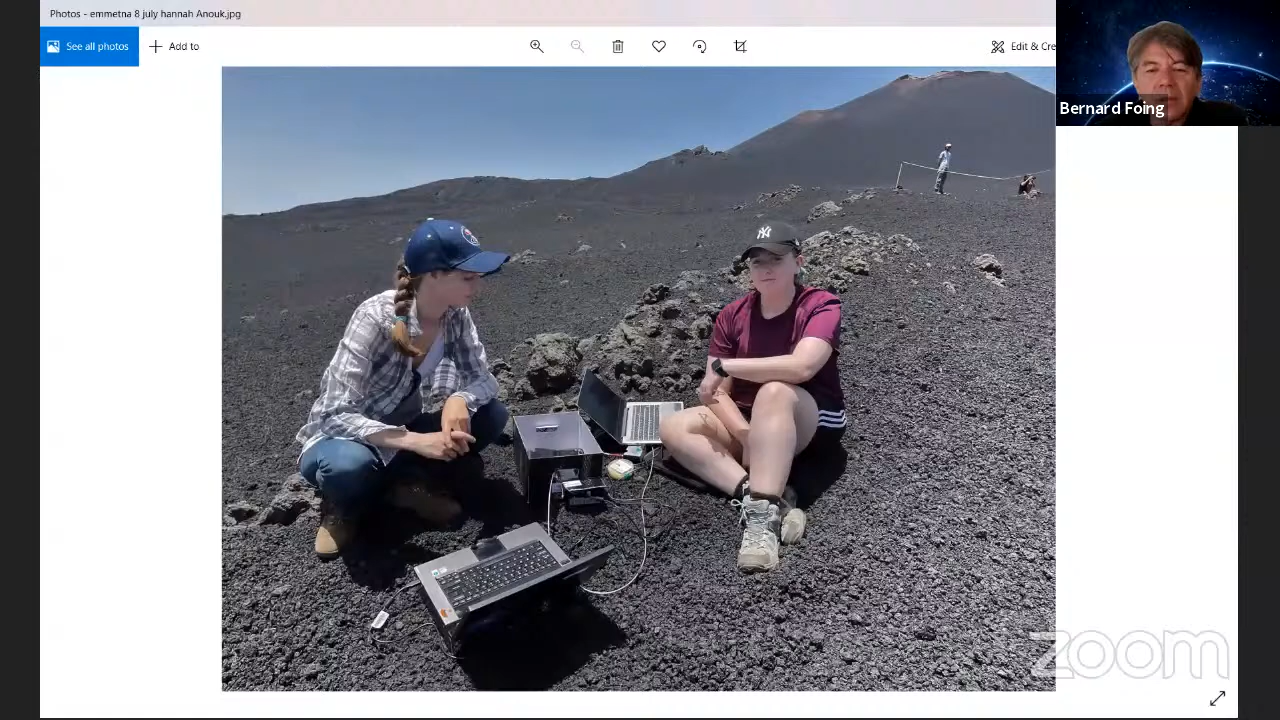 Photos - emmetna 8 july hannah Anouk.jpg
See all photos
Add to
Edit & Cre
Bernard Foing
NY
zoom